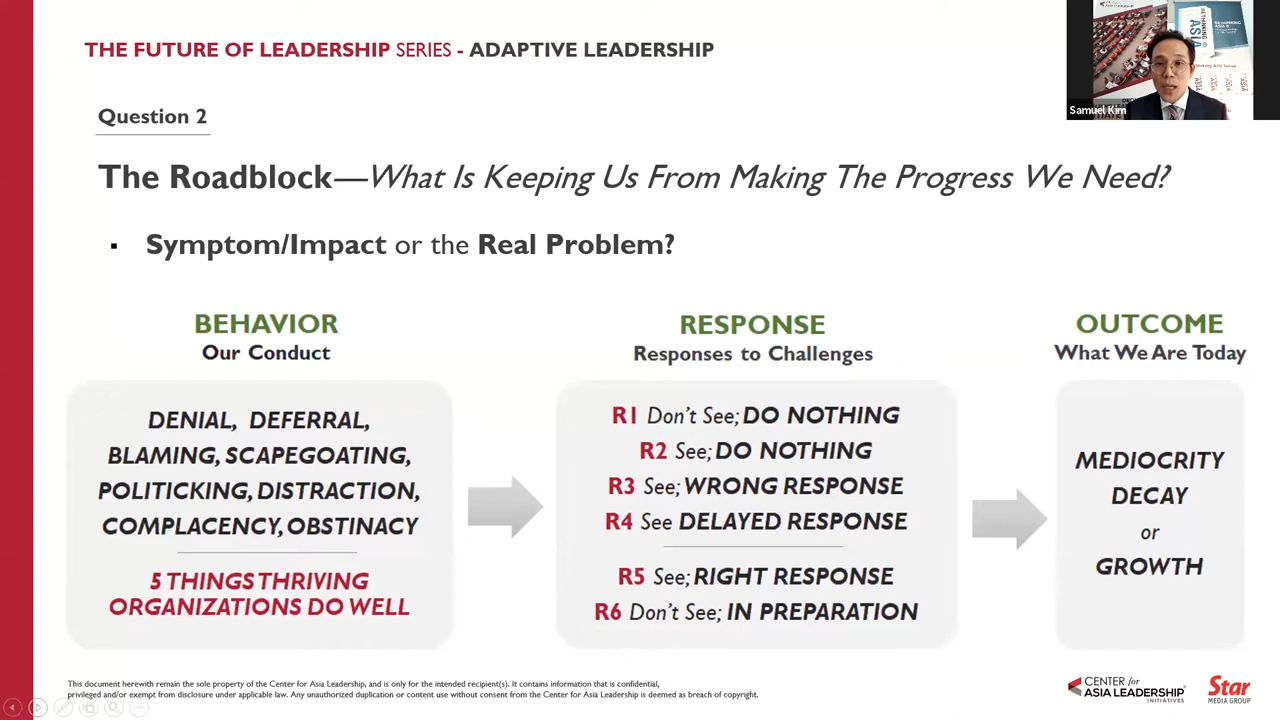 THE FUTURE OF LEADERSHIP SERIES - ADAPTIVE LEADERSHIP
Samuel Kim
Question 2
The Roadblock—What Is Keeping Us From Making The Progress We Need?
▪ Symptom/Impact or the Real Problem?
BEHAVIOR
Our Conduct
DENIAL, DEFERRAL,
BLAMING, SCAPEGOATING,
POLITICKING, DISTRACTION,
COMPLACENCY, OBSTINACY
5 THINGS THRIVING
ORGANIZATIONS DO WELL
RESPONSE
Responses to Challenges
R1 Don't See; DO NOTHING
R2 See; DO NOTHING
R3 See; WRONG RESPONSE
R4 See DELAYED RESPONSE
R5 See; RIGHT RESPONSE
R6 Don't See; IN PREPARATION
OUTCOME
What We Are Today
MEDIOCRITY
DECAY
or
GROWTH
This document herewith remain the sole property of the Center for Asia Leadership, and is only for the intended recipient(s). It contains information that is confidential,
privileged and/or exempt from disclosure under applicable law. Any unauthorized duplication or content use without consent from the Center for Asia Leadership is deemed as breach of copyright.
CENTER for
ASIA LEADERSHIP
INITIATIVES
Star
MEDIA GROUP